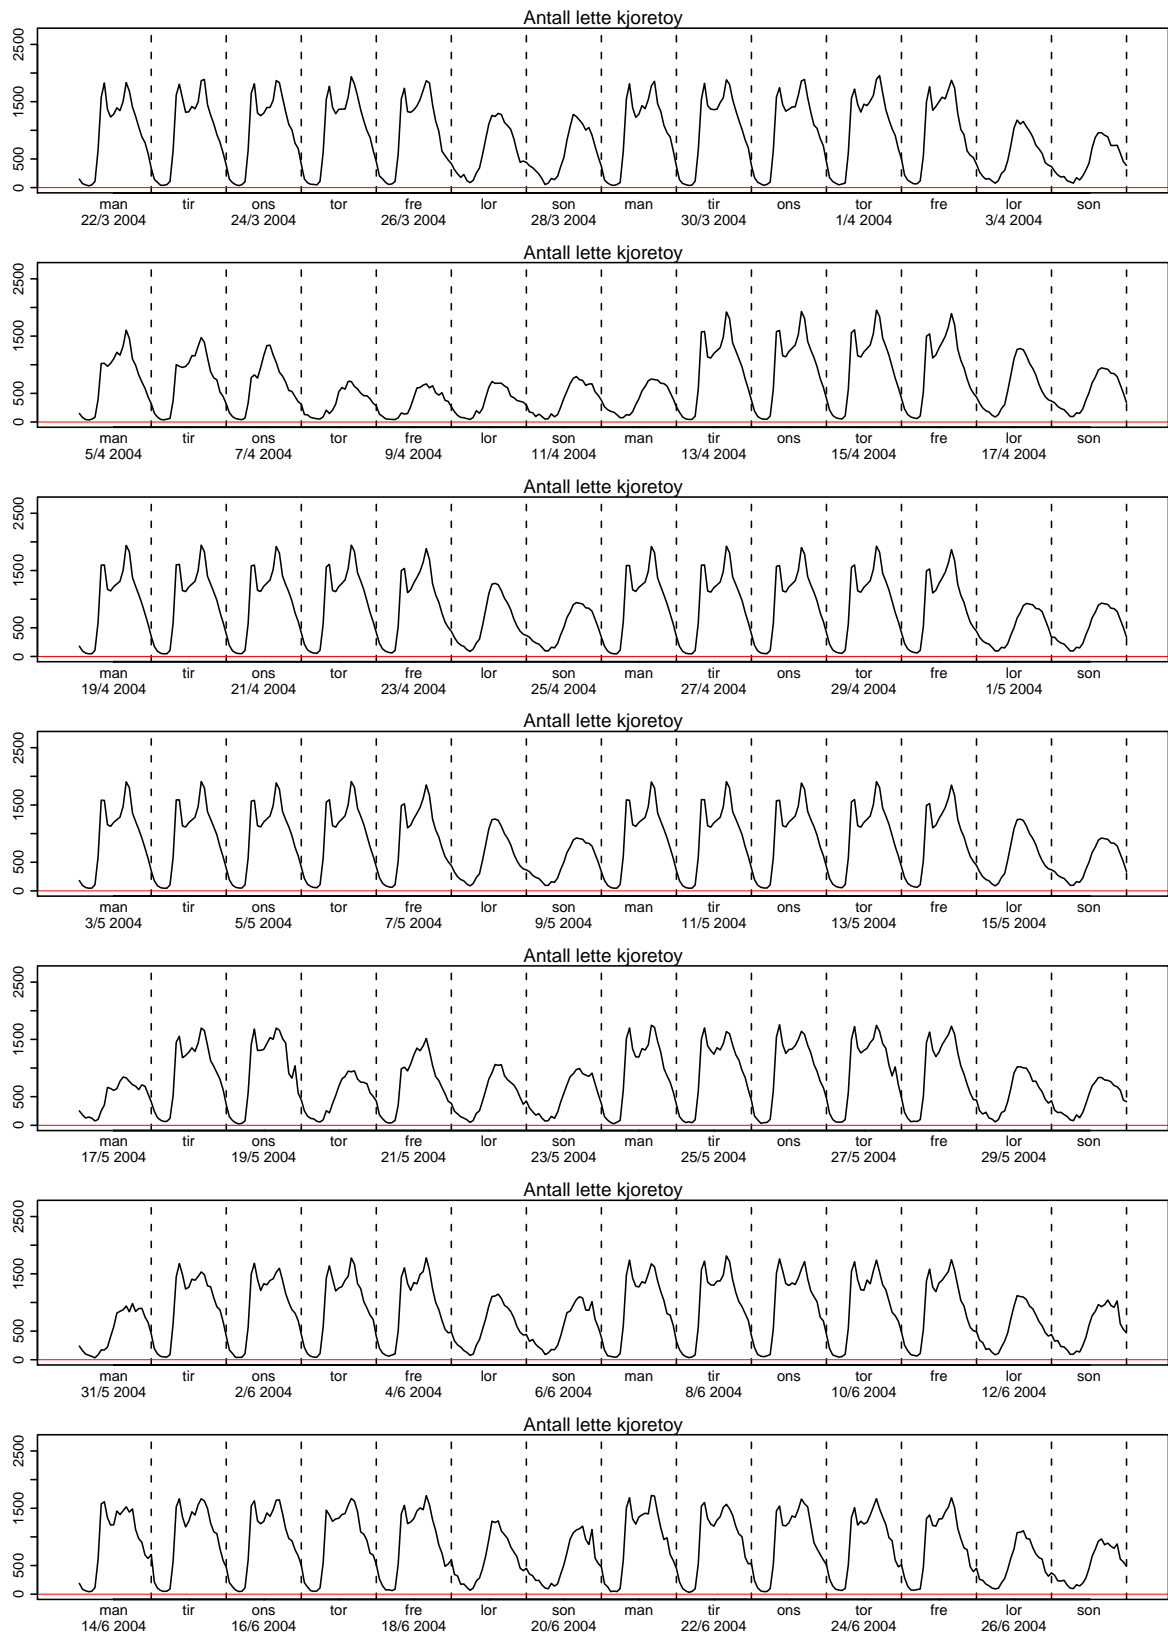 Antall lette kjoretoy
2500
1500
500
0
man tir ons tor fre lor son man tir ons tor fre lor son
22/3 2004 24/3 2004 26/3 2004 28/3 2004 30/3 2004 1/4 2004 3/4 2004
Antall lette kjoretoy
2500
1500
500
0
man tir ons tor fre lor son man tir ons tor fre lor son
5/4 2004 7/4 2004 9/4 2004 11/4 2004 13/4 2004 15/4 2004 17/4 2004
Antall lette kjoretoy
2500
1500
500
0
man tir ons tor fre lor son man tir ons tor fre lor son
19/4 2004 21/4 2004 23/4 2004 25/4 2004 27/4 2004 29/4 2004 1/5 2004
Antall lette kjoretoy
2500
1500
500
0
man tir ons tor fre lor son man tir ons tor fre lor son
3/5 2004 5/5 2004 7/5 2004 9/5 2004 11/5 2004 13/5 2004 15/5 2004
Antall lette kjoretoy
2500
1500
500
0
man tir ons tor fre lor son man tir ons tor fre lor son
17/5 2004 19/5 2004 21/5 2004 23/5 2004 25/5 2004 27/5 2004 29/5 2004
Antall lette kjoretoy
2500
1500
500
0
man tir ons tor fre lor son man tir ons tor fre lor son
31/5 2004 2/6 2004 4/6 2004 6/6 2004 8/6 2004 10/6 2004 12/6 2004
Antall lette kjoretoy
2500
1500
500
0
man tir ons tor fre lor son man tir ons tor fre lor son
14/6 2004 16/6 2004 18/6 2004 20/6 2004 22/6 2004 24/6 2004 26/6 2004